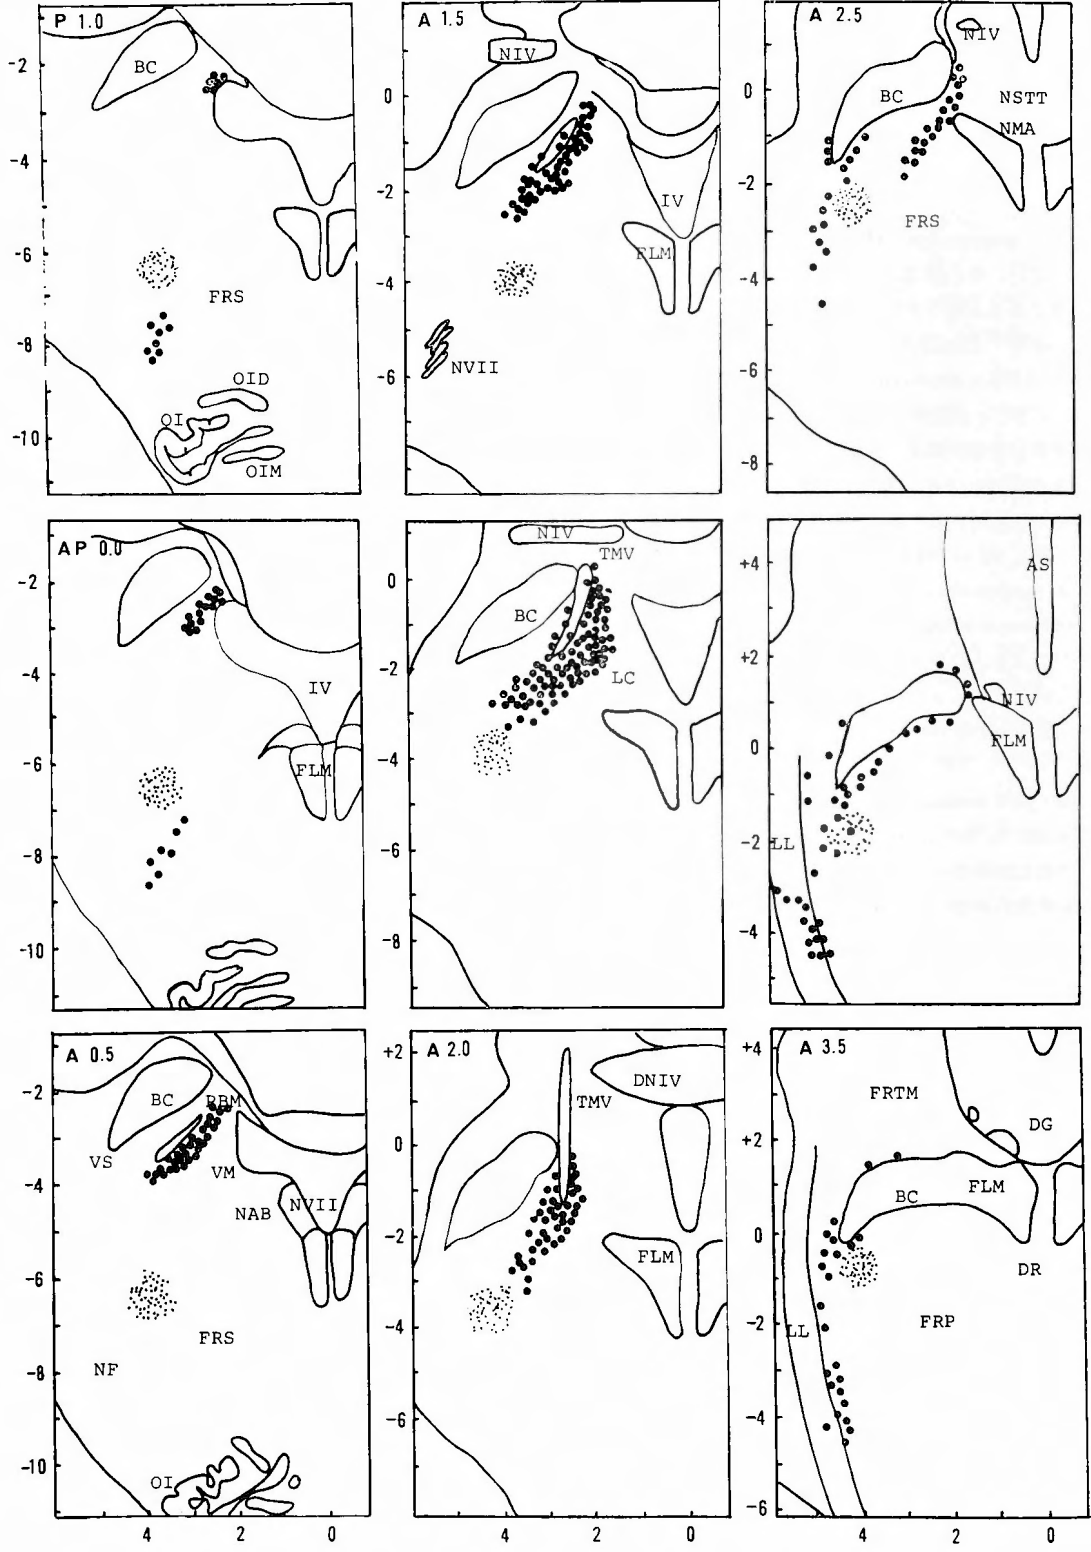 P 1.0
BC
-2
-4
-6
-8
-10
FRS
OID
OI
OIM
A 1.5
NIV
0
-2
-4
-6
IV
FLM
NVII
A 2.5
NIV
BC
NSTT
NMA
0
-2
-4
-6
-8
FRS
AP 0.0
-2
-4
-6
-8
-10
IV
FLM
NIV
TMV
0
-2
-4
-6
-8
BC
LC
+4
+2
0
-2
-4
AS
NIV
FLM
LL
A 0.5
BC
RBM
VS
VM
NAB
NVII
FRS
NF
OI
-2
-4
-6
-8
-10
4 2 0
A 2.0
+2
0
-2
-4
-6
DNIV
TMV
FLM
4 2 0
A 3.5
+4
+2
0
-2
-4
-6
FRTM
DG
FLM
BC
DR
FRP
LL
4 2 0